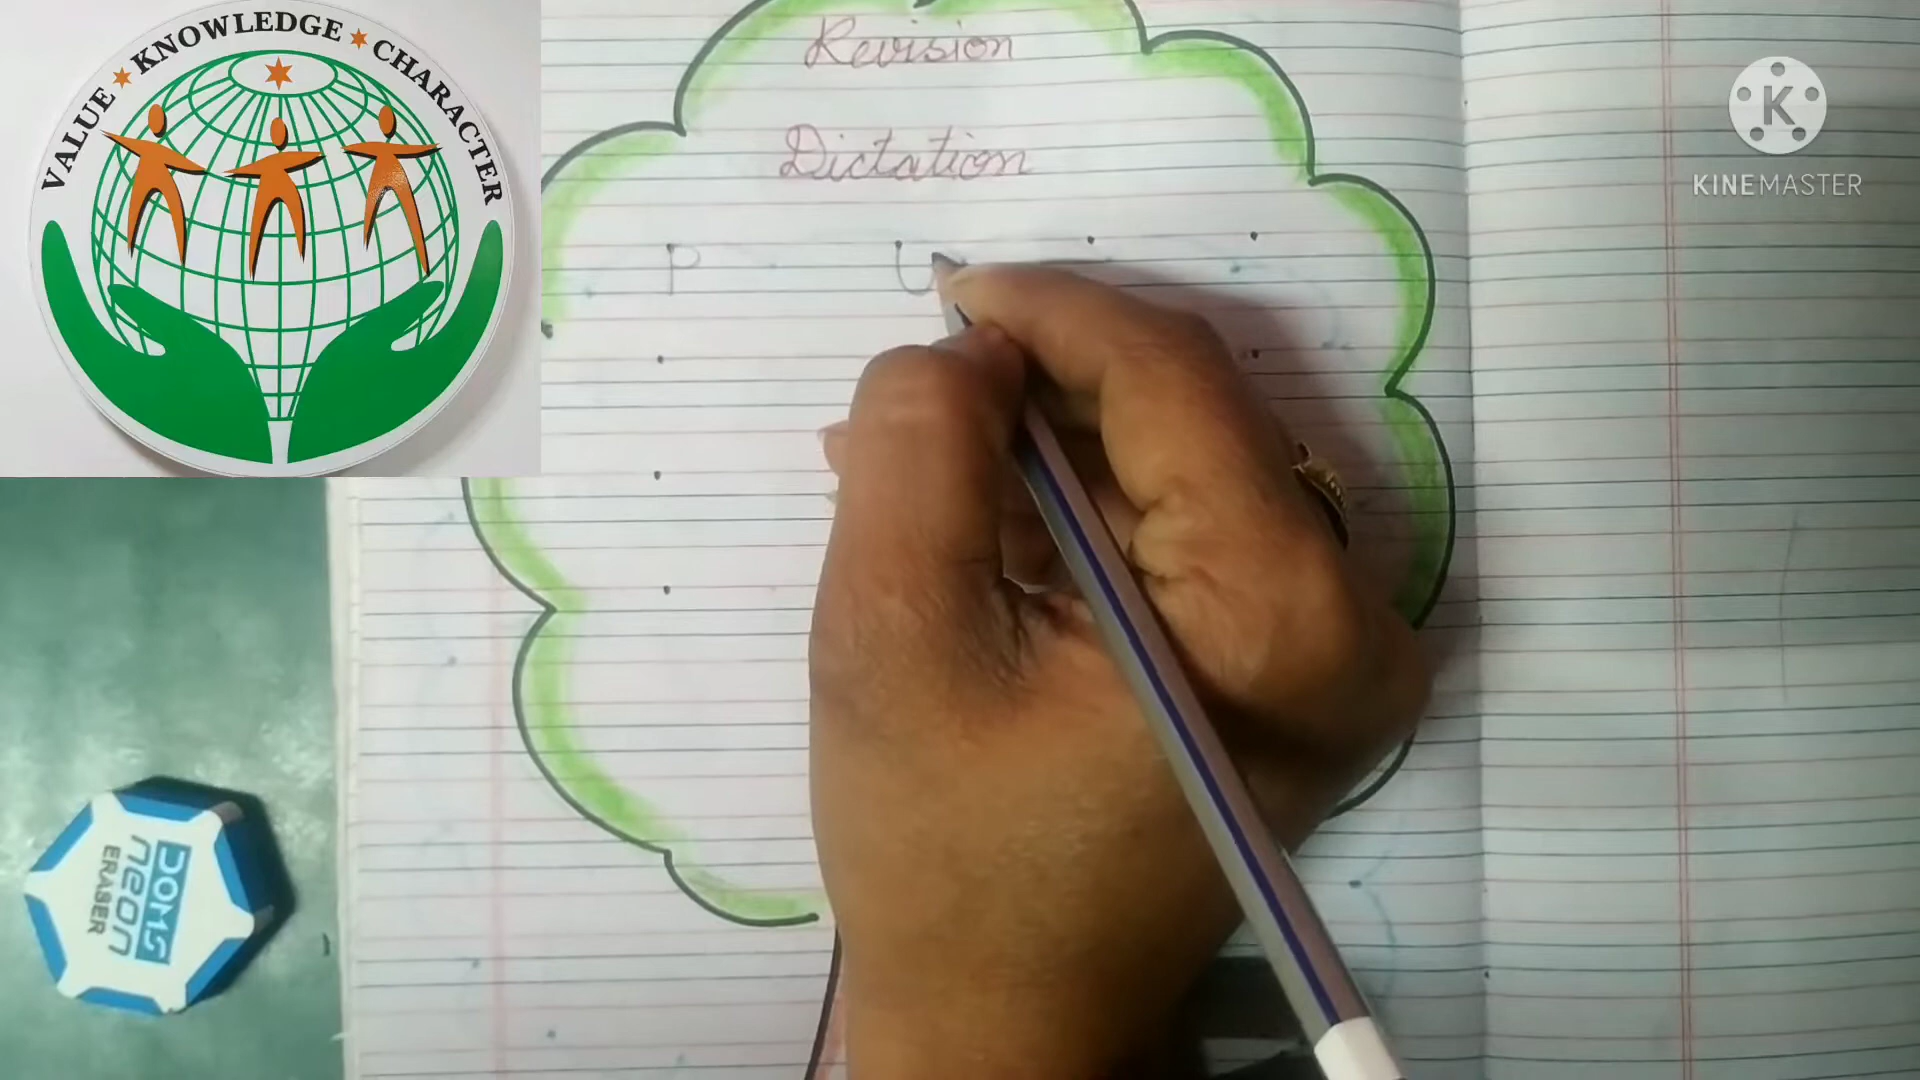 VALUE ★ KNOWLEDGE ★ CHARACTER
Revision
Dictation
P U
K
KINEMASTER
DOMS
neon
ERASER